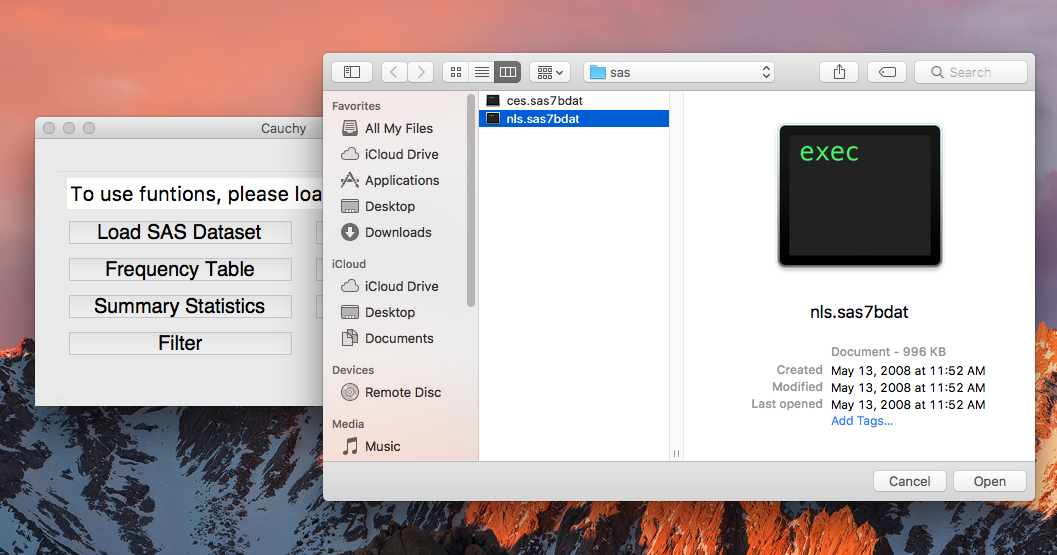 Cauchy
To use funtions, please loa
Load SAS Dataset
Frequency Table
Summary Statistics
Filter
sas
Search
Favorites
All My Files
iCloud Drive
Applications
Desktop
Downloads
iCloud
iCloud Drive
Desktop
Documents
Devices
Remote Disc
Media
Music
ces.sas7bdat
nls.sas7bdat
exec
nls.sas7bdat
Document - 996 KB
Created May 13, 2008 at 11:52 AM
Modified May 13, 2008 at 11:52 AM
Last opened May 13, 2008 at 11:52 AM
Add Tags...
Cancel
Open